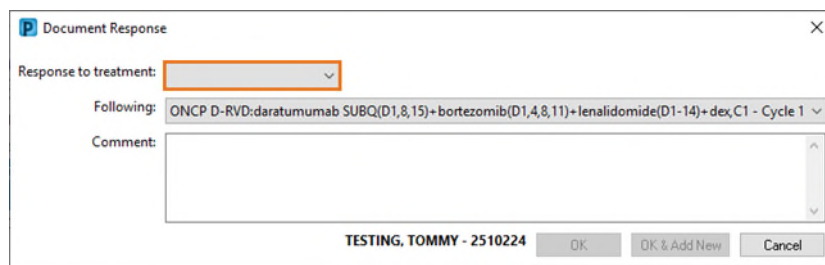 P Document Response
Response to treatment:
Following: ONCP D-RVD:daratumumab SUBQ(D1,8,15)+bortezomib(D1,4,8,11)+lenalidomide(D1-14)+dex,C1 - Cycle 1
Comment:
TESTING, TOMMY - 2510224 OK OK & Add New Cancel